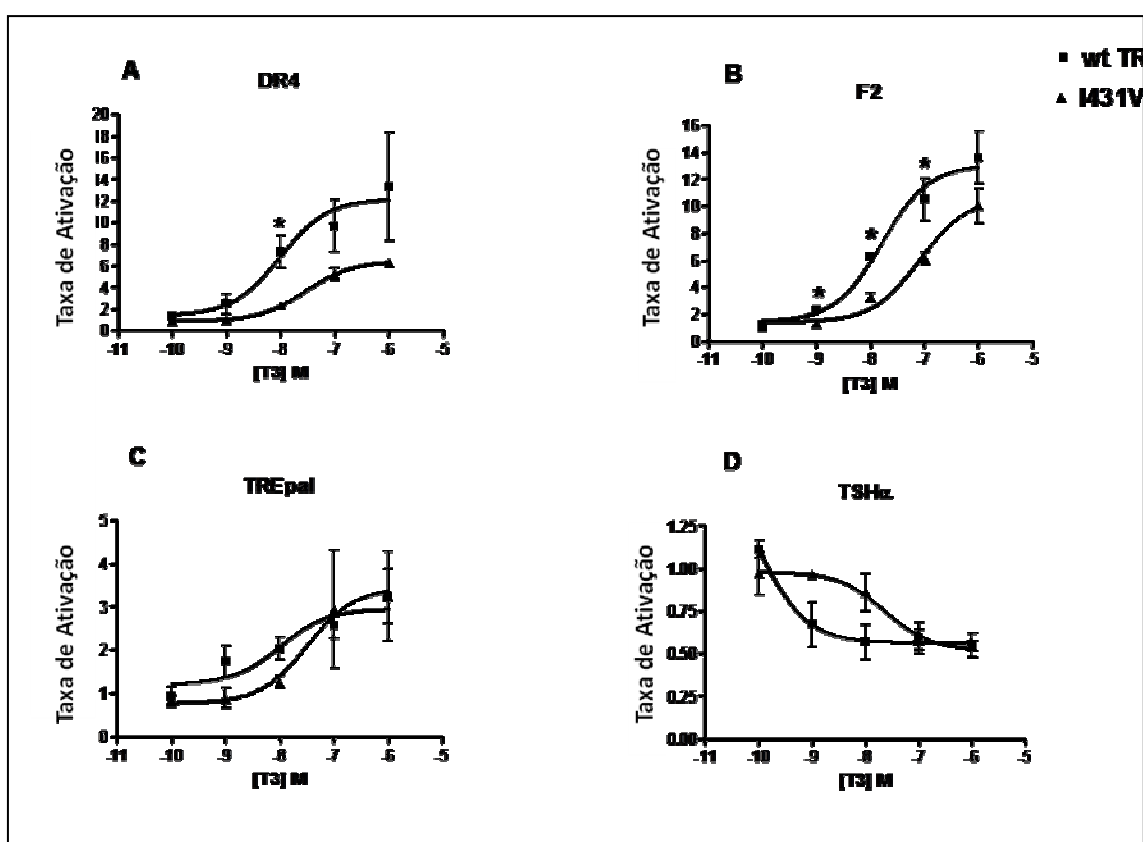 A
DR4
Taxa de Ativação
20
18
16
14
12
10
8
6
4
2
0
*
-11 -10 -9 -8 -7 -6 -5
[T3] M
B
F2
Taxa de Ativação
16
14
12
10
8
6
4
2
0
* * *
-11 -10 -9 -8 -7 -6 -5
[T3] M
■ wt TR
▲ I431V
C
TREpal
Taxa de Ativação
5
4
3
2
1
0
-11 -10 -9 -8 -7 -6 -5
[T3] M
D
TSHα
Taxa de Ativação
1.25
1.00
0.75
0.50
0.25
0.00
-11 -10 -9 -8 -7 -6 -5
[T3] M